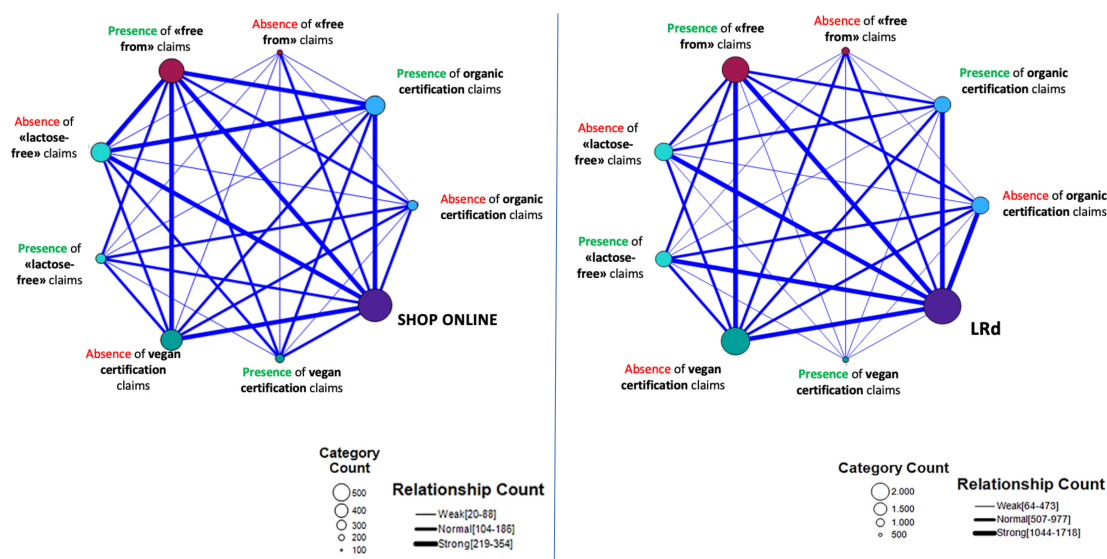 Presence of «free
from» claims
Absence of «free
from» claims
Presence of organic
certification claims
Absence of
«lactose-
free» claims
Absence of organic
certification claims
Presence of
«lactose-
free» claims
SHOP ONLINE
Absence of vegan
certification
claims
Presence of vegan
certification claims
Category
Count
500
400
300
200
100
Relationship Count
Weak[20-88]
Normal[104-186]
Strong[219-354]
Presence of «free
from» claims
Absence of «free
from» claims
Presence of organic
certification claims
Absence of
«lactose-
free» claims
Absence of organic
certification claims
Presence of
«lactose-
free» claims
LRd
Absence of vegan
certification claims
Presence of vegan
certification claims
Category Count
2.000
1.500
1.000
500
Relationship Count
Weak[64-473]
Normal[507-977]
Strong[1044-1718]